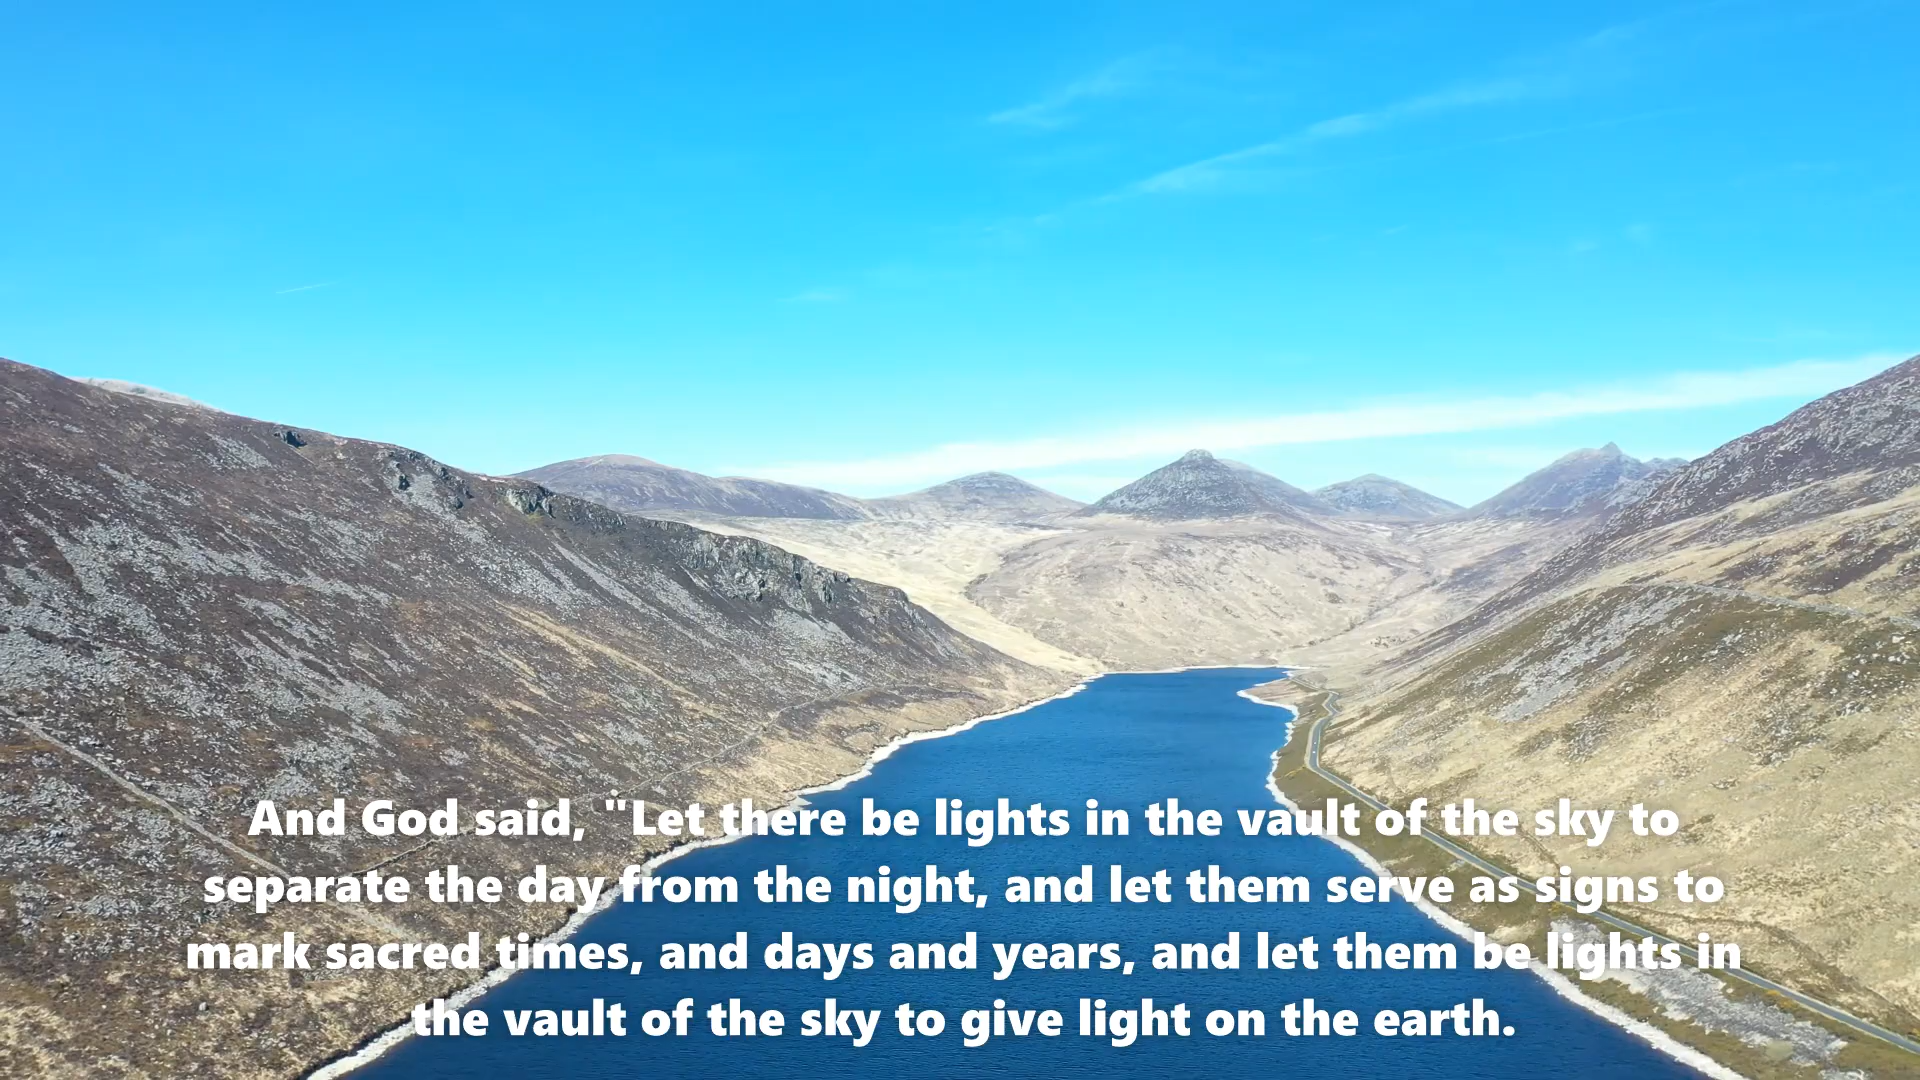 And God said, "Let there be lights in the vault of the sky to
separate the day from the night, and let them serve as signs to
mark sacred times, and days and years, and let them be lights in
the vault of the sky to give light on the earth.